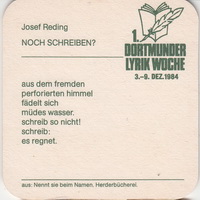 Josef Reding
NOCH SCHREIBEN?
1.
DORTMUNDER
LYRIK WOCHE
3.–9. DEZ. 1984
aus dem fremden
perforierten himmel
fädelt sich
müdes wasser.
schreib so nicht!
schreib:
es regnet.
aus: Nennt sie beim Namen. Herderbücherei.